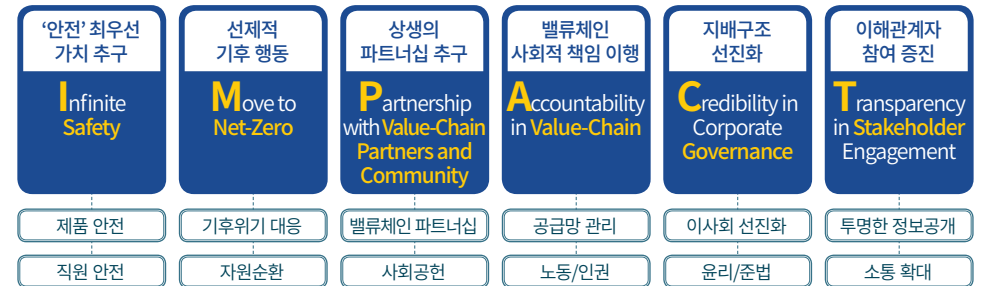 ‘안전’ 최우선
가치 추구
Infinite
Safety
제품 안전
직원 안전
선제적
기후 행동
Move to
Net-Zero
기후위기 대응
자원순환
상생의
파트너십 추구
Partnership
with Value-Chain
Partners and
Community
밸류체인 파트너십
사회공헌
밸류체인
사회적 책임 이행
Accountability
in Value-Chain
공급망 관리
노동/인권
지배구조
선진화
Credibility in
Corporate
Governance
이사회 선진화
윤리/준법
이해관계자
참여 증진
Transparency
in Stakeholder
Engagement
투명한 정보공개
소통 확대